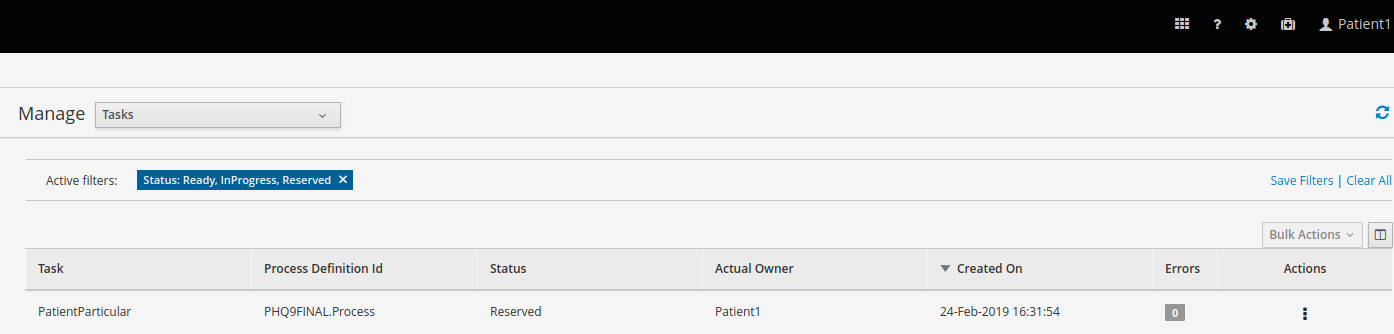 ? Patient1
Manage Tasks
Active filters: Status: Ready, InProgress, Reserved ✕ Save Filters | Clear All
Bulk Actions
Task Process Definition Id Status Actual Owner Created On Errors Actions
PatientParticular PHQ9FINAL.Process Reserved Patient1 24-Feb-2019 16:31:54 0